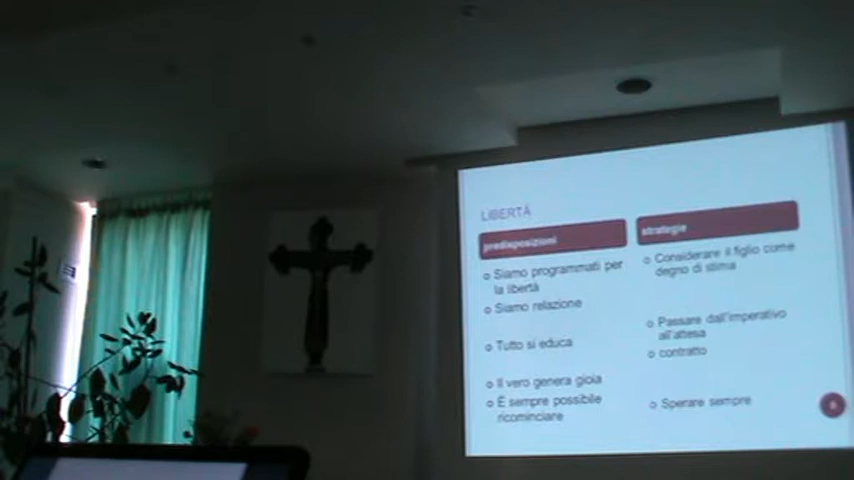 LIBERTÀ
predisposizioni
Siamo programmati per
la libertà
Siamo relazione
Tutto si educa
Il vero genera gioia
E sempre possibile
ricominciare
strategie
Considerare il figlio come
degno di stima
Passare dall'imperativo
all'attesa
contratto
Sperare sempre